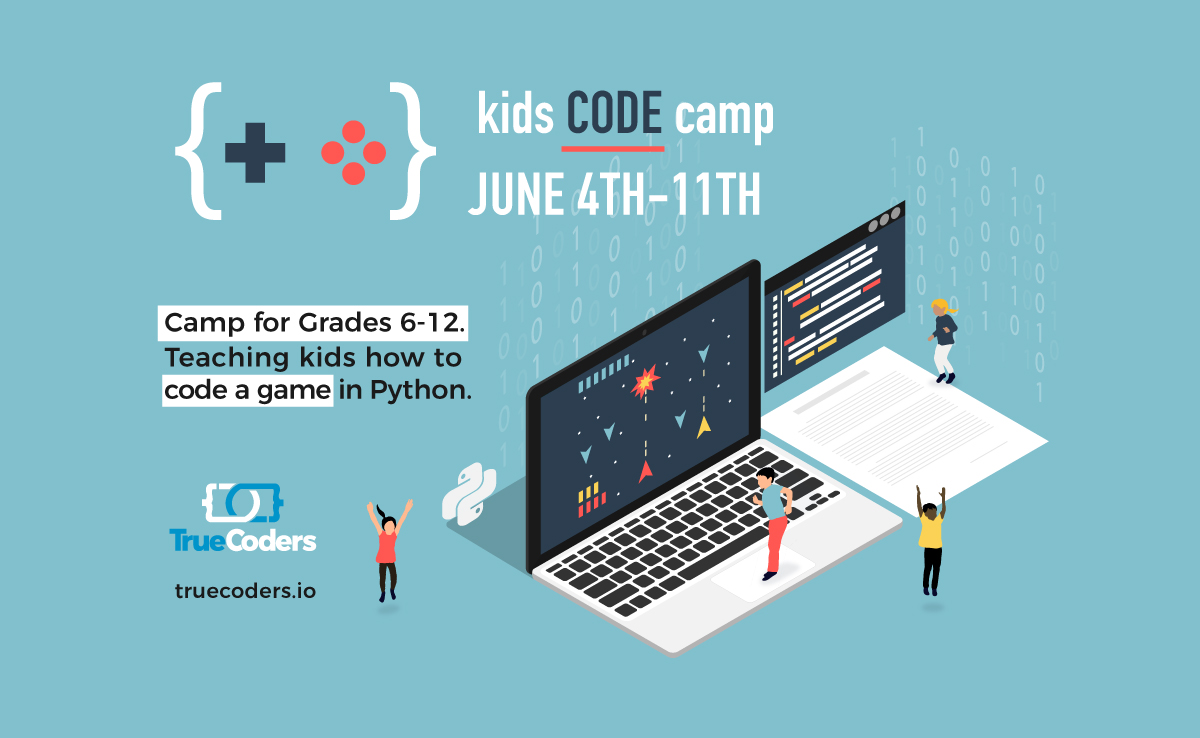 kids CODE camp
JUNE 4TH-11TH
Camp for Grades 6-12.
Teaching kids how to
code a game in Python.
TrueCoders
truecoders.io